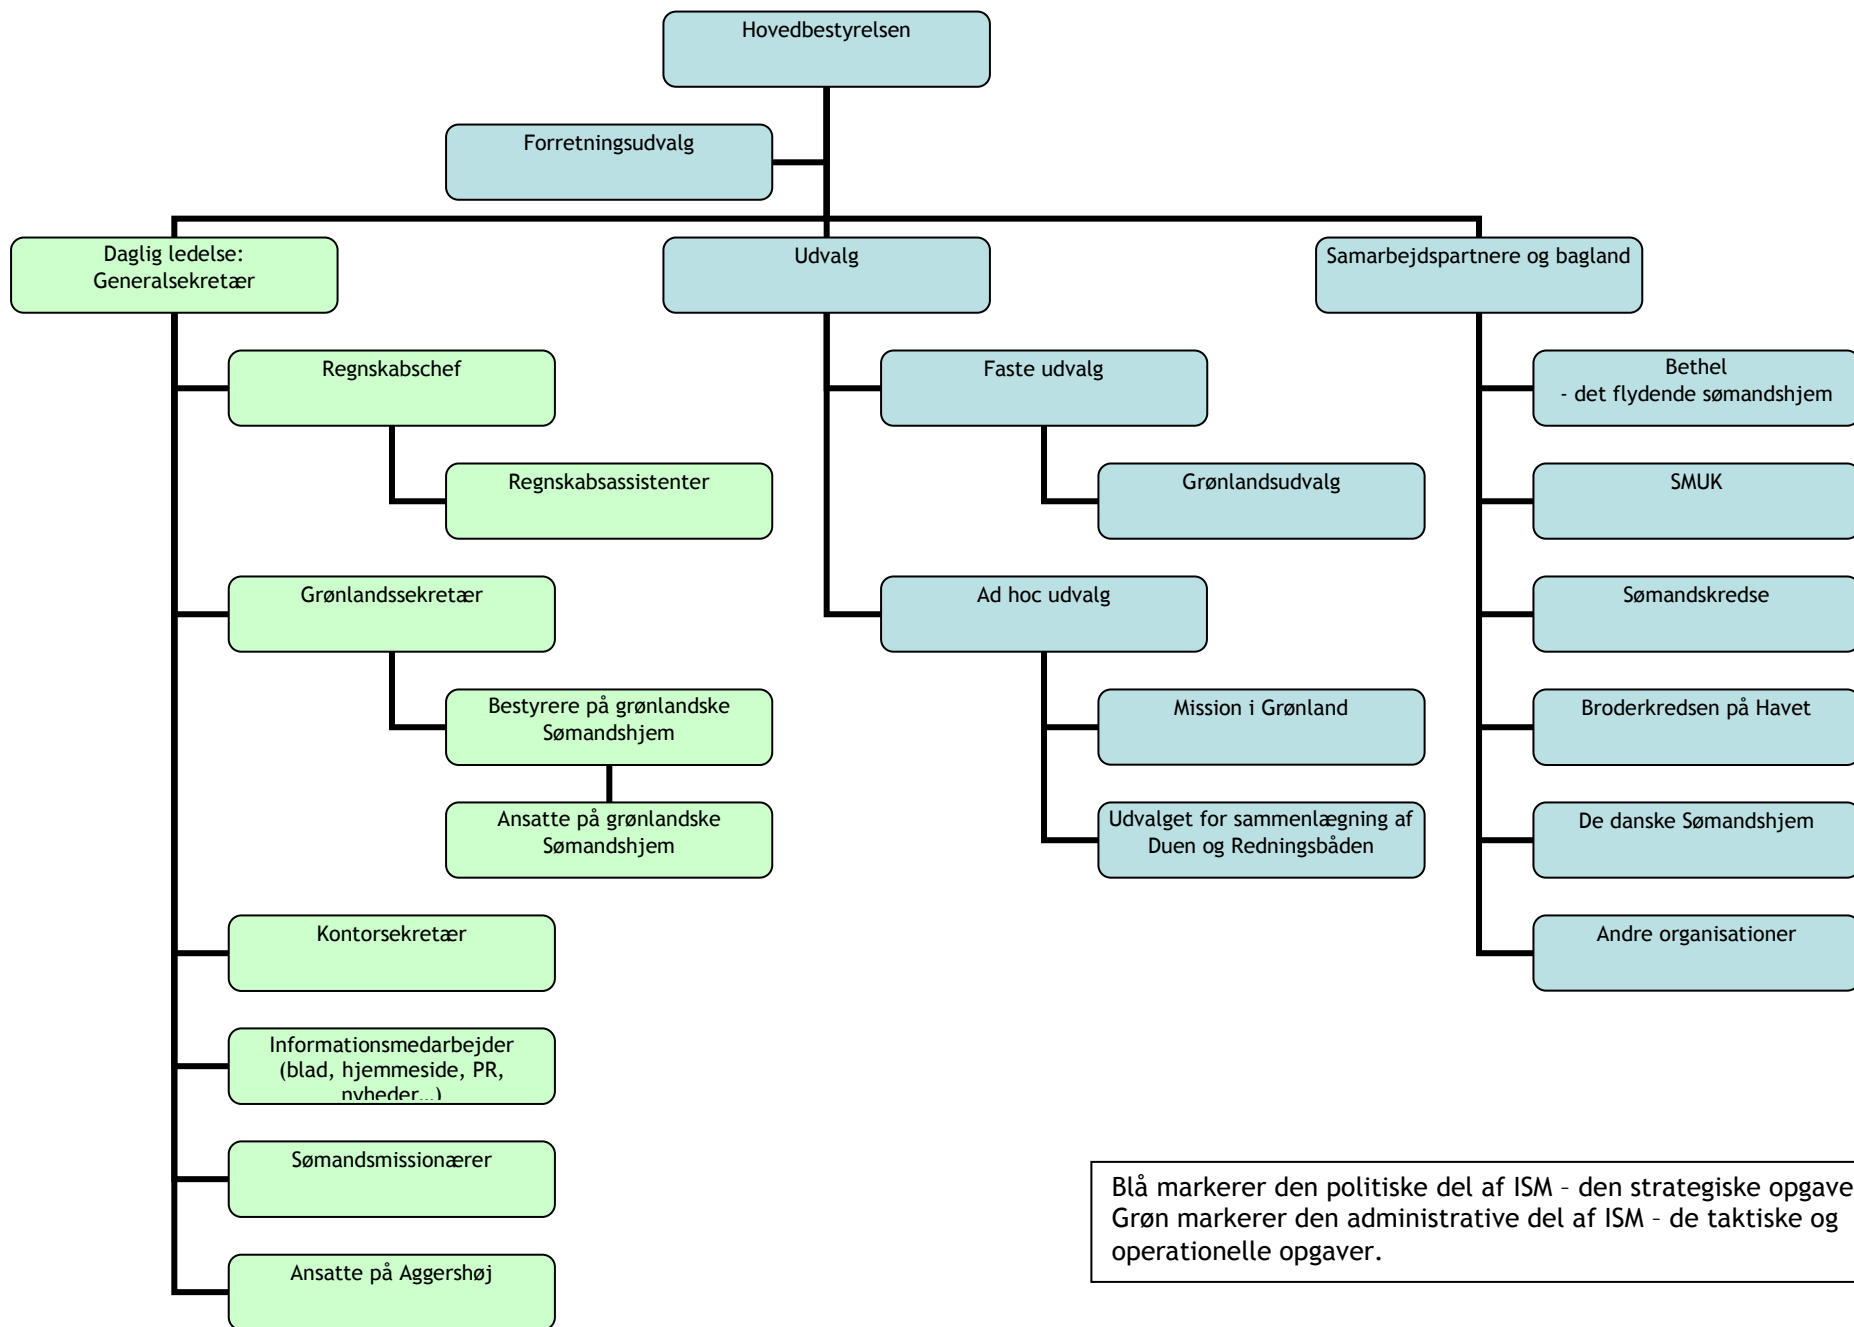 Hovedbestyrelsen
Forretningsudvalg
Daglig ledelse:
Generalsekretær
Udvalg
Samarbejdspartnere og bagland
Regnskabschef
Regnskabsassistenter
Grønlandssekretær
Bestyrere på grønlandske
Sømandshjem
Ansatte på grønlandske
Sømandshjem
Kontorsekretær
Informationsmedarbejder
(blad, hjemmeside, PR,
nyheder…)
Sømandsmissionærer
Ansatte på Aggershøj
Faste udvalg
Grønlandsudvalg
Ad hoc udvalg
Mission i Grønland
Udvalget for sammenlægning af
Duen og Redningsbåden
Bethel
- det flydende sømandshjem
SMUK
Sømandskredse
Broderkredsen på Havet
De danske Sømandshjem
Andre organisationer
Blå markerer den politiske del af ISM – den strategiske opgave
Grøn markerer den administrative del af ISM – de taktiske og
operationelle opgaver.